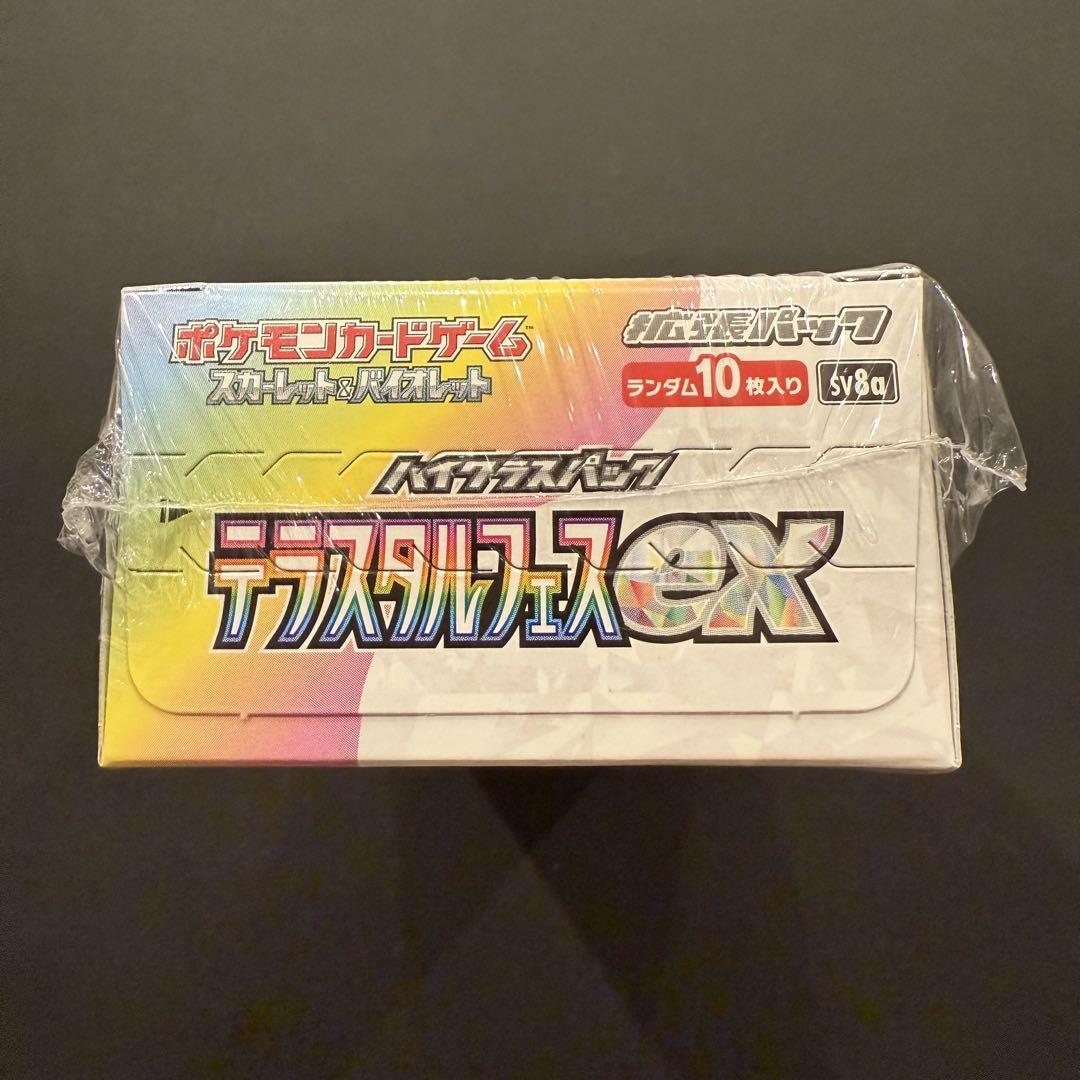 ポケモンカードゲーム™
スカーレット&バイオレット
拡張パック
ランダム10枚入り
sv8a
ハイクラスパック
テラスタルフェスex